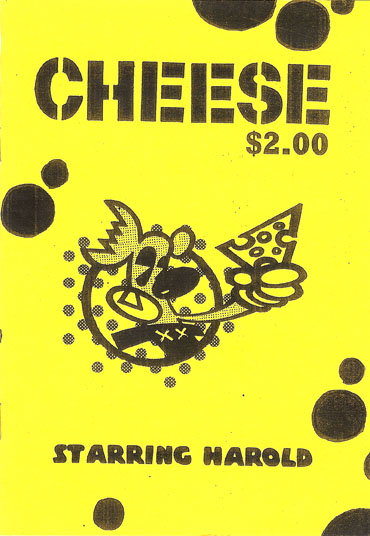 CHEESE
$2.00
STARRING HAROLD